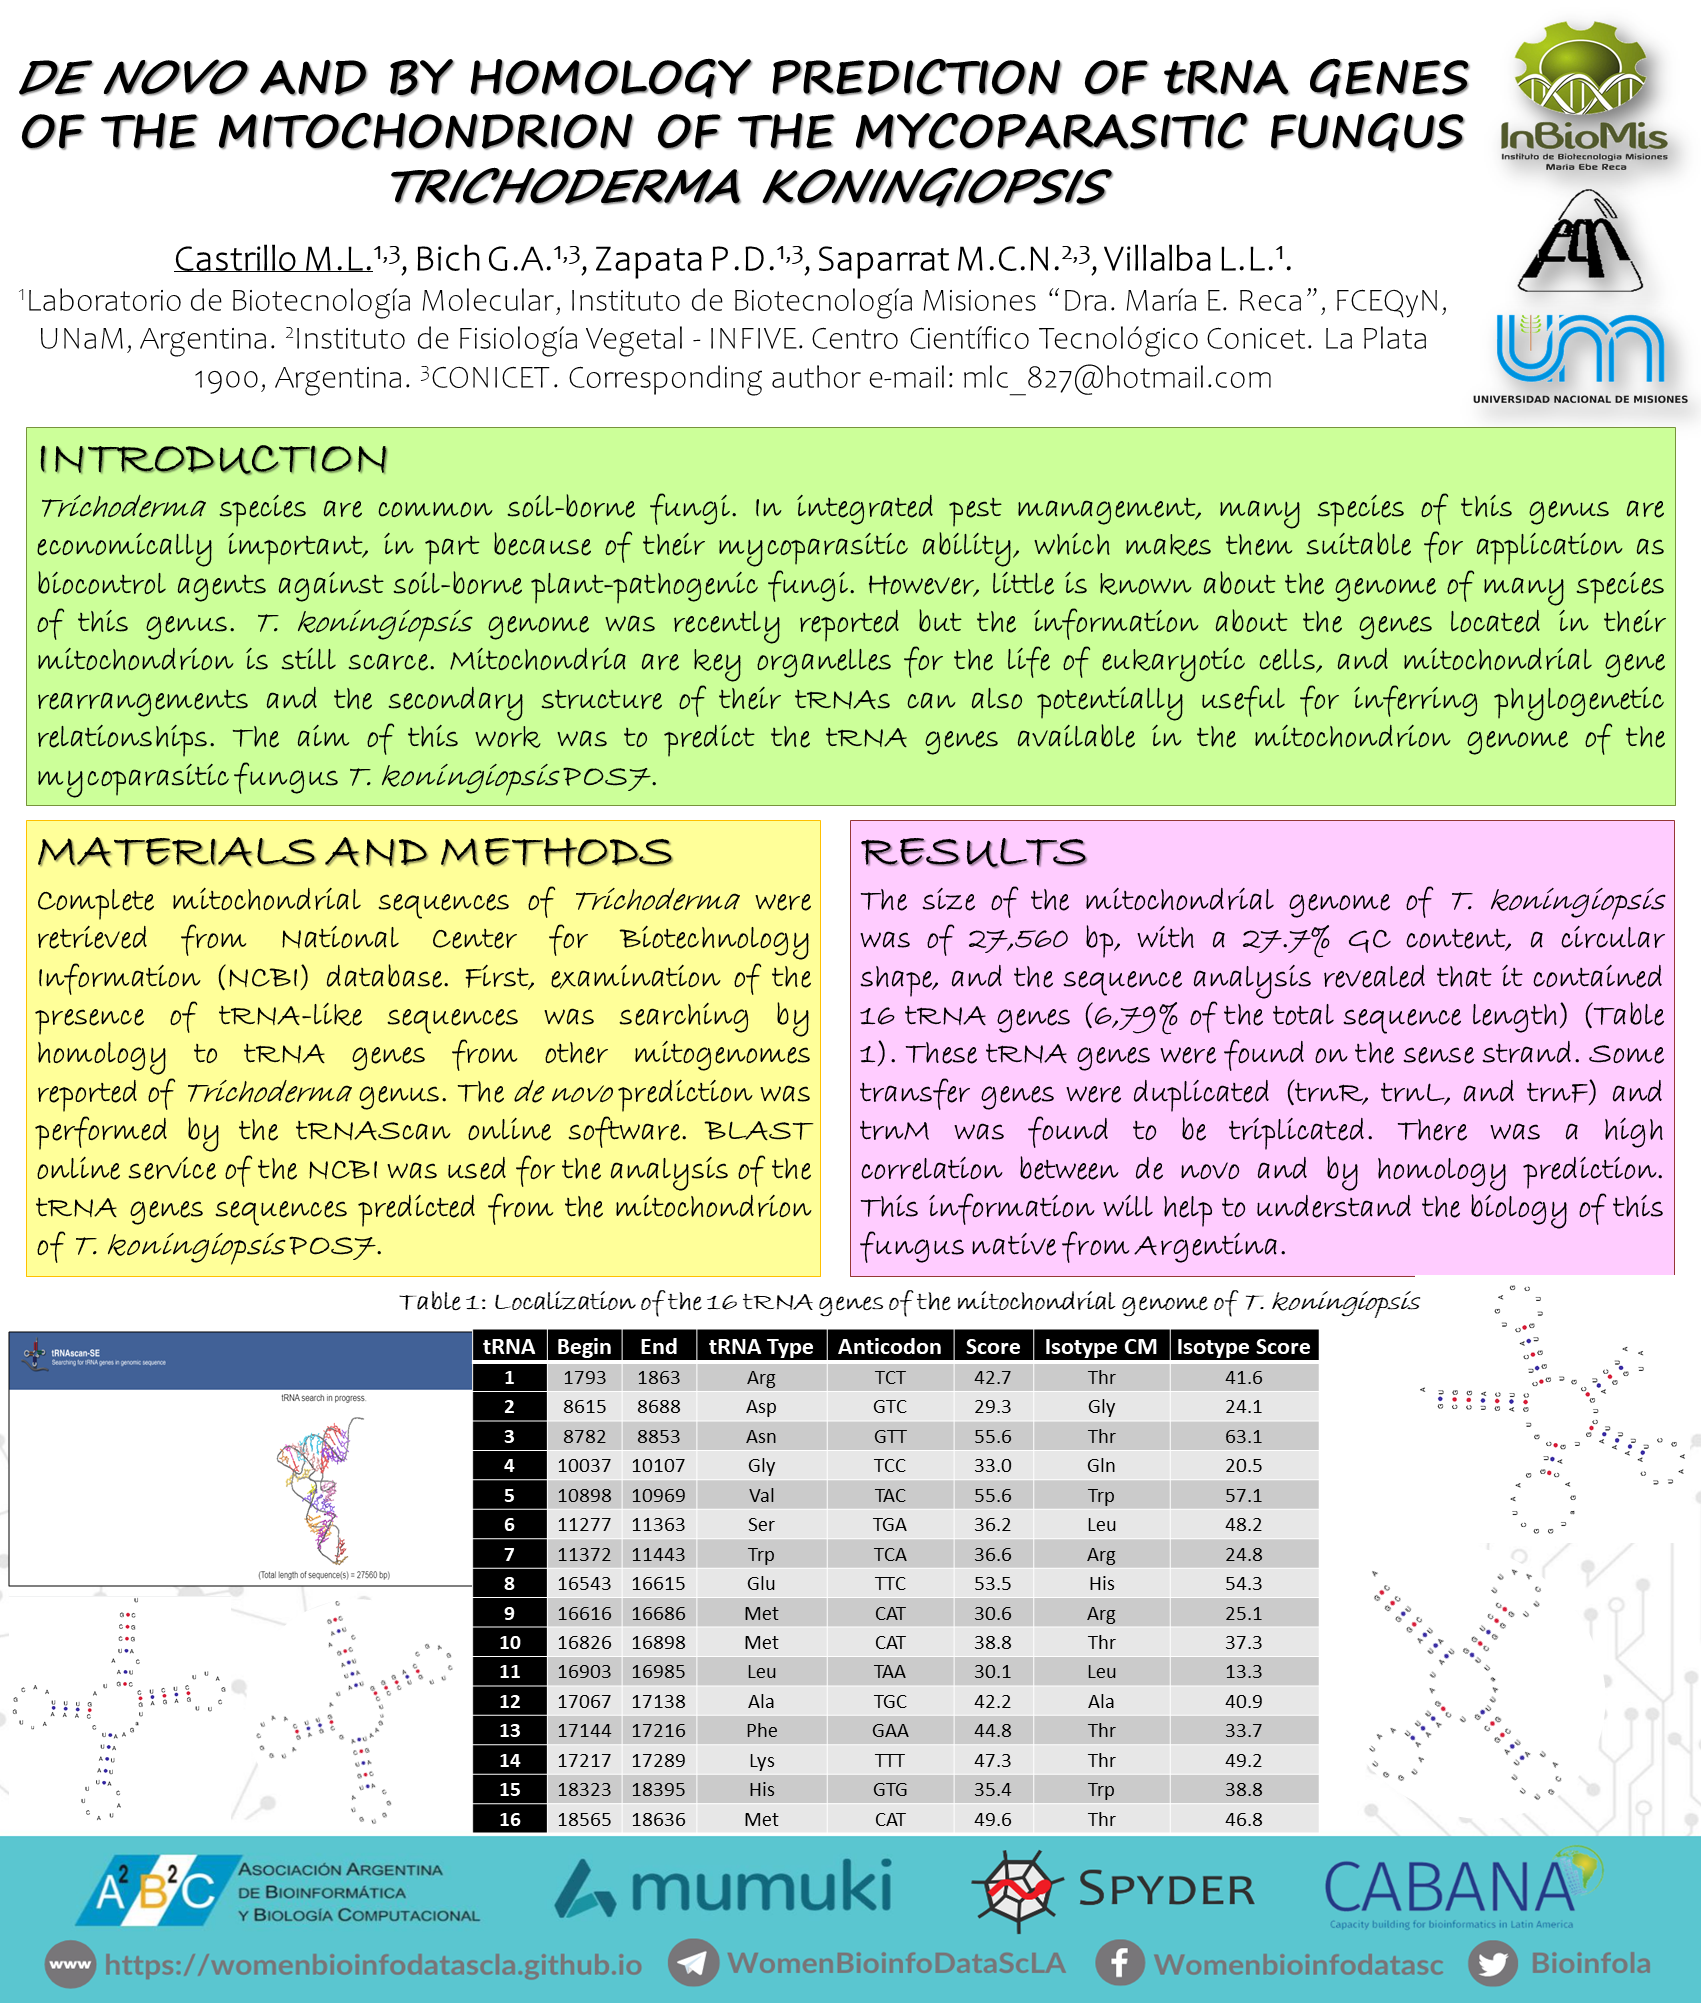 DE NOVO AND BY HOMOLOGY PREDICTION OF tRNA GENES
OF THE MITOCHONDRION OF THE MYCOPARASITIC FUNGUS
TRICHODERMA KONINGIOPSIS
InBioMis
Instituto de Biotecnología Misiones
María Ebe Reca
Castrillo M.L.¹,³, Bich G.A.¹,³, Zapata P.D.¹,³, Saparrat M.C.N.²,³, Villalba L.L.¹.
¹Laboratorio de Biotecnología Molecular, Instituto de Biotecnología Misiones “Dra. María E. Reca”, FCEQyN,
UNaM, Argentina. ²Instituto de Fisiología Vegetal - INFIVE. Centro Científico Tecnológico Conicet. La Plata
1900, Argentina. ³CONICET. Corresponding author e-mail: mlc_827@hotmail.com
UNIVERSIDAD NACIONAL DE MISIONES
INTRODUCTION
Trichoderma species are common soil-borne fungi. In integrated pest management, many species of this genus are
economically important, in part because of their mycoparasitic ability, which makes them suitable for application as
biocontrol agents against soil-borne plant-pathogenic fungi. However, little is known about the genome of many species
of this genus. T. koningiopsis genome was recently reported but the information about the genes located in their
mitochondrion is still scarce. Mitochondria are key organelles for the life of eukaryotic cells, and mitochondrial gene
rearrangements and the secondary structure of their tRNAs can also potentially useful for inferring phylogenetic
relationships. The aim of this work was to predict the tRNA genes available in the mitochondrion genome of the
mycoparasitic fungus T. koningiopsis POS7.
MATERIALS AND METHODS
Complete mitochondrial sequences of Trichoderma were
retrieved from National Center for Biotechnology
Information (NCBI) database. First, examination of the
presence of tRNA-like sequences was searching by
homology to tRNA genes from other mitogenomes
reported of Trichoderma genus. The de novo prediction was
performed by the tRNAScan online software. BLAST
online service of the NCBI was used for the analysis of the
tRNA genes sequences predicted from the mitochondrion
of T. koningiopsis POS7.
RESULTS
The size of the mitochondrial genome of T. koningiopsis
was of 27,560 bp, with a 27.7% GC content, a circular
shape, and the sequence analysis revealed that it contained
16 tRNA genes (6,79% of the total sequence length) (Table
1). These tRNA genes were found on the sense strand. Some
transfer genes were duplicated (trnR, trnL, and trnF) and
trnM was found to be triplicated. There was a high
correlation between de novo and by homology prediction.
This information will help to understand the biology of this
fungus native from Argentina.
Table 1: Localization of the 16 tRNA genes of the mitochondrial genome of T. koningiopsis
tRNAscan-SE
Searching for tRNA genes in genomic sequence
tRNA search in progress.
(Total length of sequence(s) = 27560 bp)
tRNA Begin End tRNA Type Anticodon Score Isotype CM Isotype Score
1 1793 1863 Arg TCT 42.7 Thr 41.6
2 8615 8688 Asp GTC 29.3 Gly 24.1
3 8782 8853 Asn GTT 55.6 Thr 63.1
4 10037 10107 Gly TCC 33.0 Gln 20.5
5 10898 10969 Val TAC 55.6 Trp 57.1
6 11277 11363 Ser TGA 36.2 Leu 48.2
7 11372 11443 Trp TCA 36.6 Arg 24.8
8 16543 16615 Glu TTC 53.5 His 54.3
9 16616 16686 Met CAT 30.6 Arg 25.1
10 16826 16898 Met CAT 38.8 Thr 37.3
11 16903 16985 Leu TAA 30.1 Leu 13.3
12 17067 17138 Ala TGC 42.2 Ala 40.9
13 17144 17216 Phe GAA 44.8 Thr 33.7
14 17217 17289 Lys TTT 47.3 Thr 49.2
15 18323 18395 His GTG 35.4 Trp 38.8
16 18565 18636 Met CAT 49.6 Thr 46.8
A²B²C
ASOCIACIÓN ARGENTINA
DE BIOINFORMÁTICA
Y BIOLOGÍA COMPUTACIONAL
mumuki
SPYDER
CABANA
Capacity building for bioinformatics in Latin America
www https://womenbioinfodatascla.github.io
WomenBioinfoDataScLA
Womenbioinfodatasc
Bioinfola